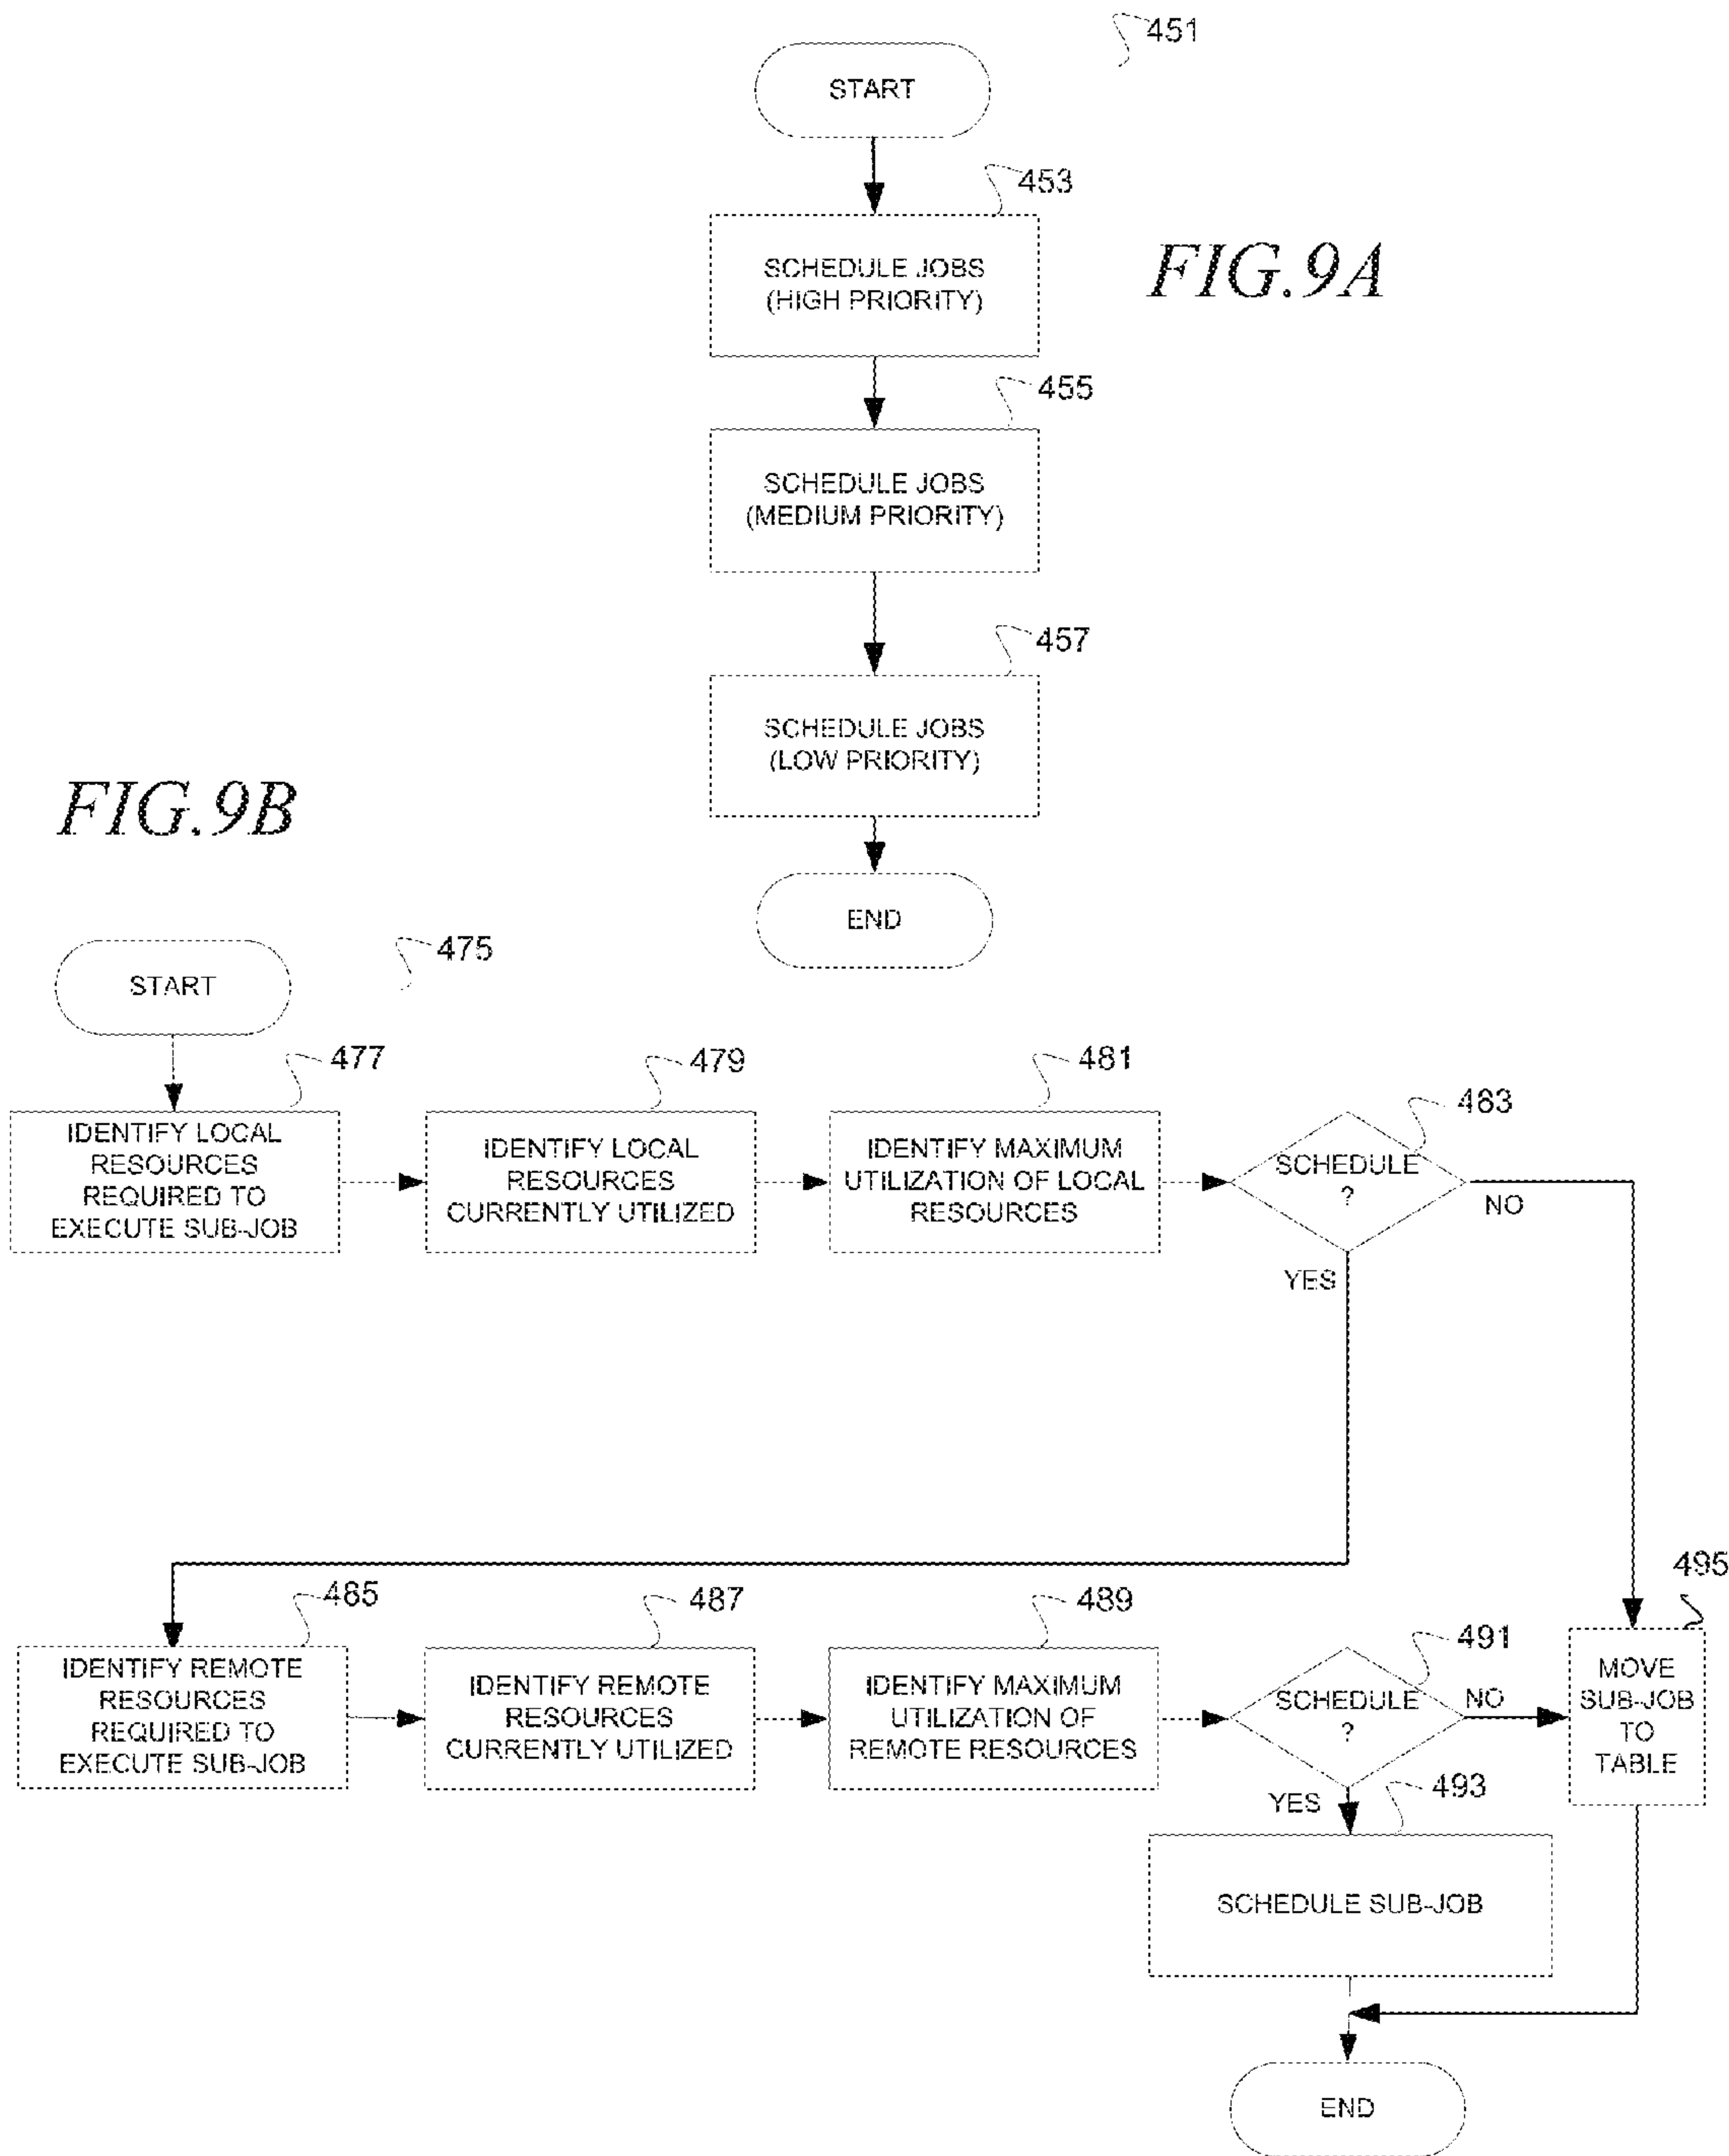 451
START
453
SCHEDULE JOBS
(HIGH PRIORITY)
FIG.9A
455
SCHEDULE JOBS
(MEDIUM PRIORITY)
457
SCHEDULE JOBS
(LOW PRIORITY)
END
FIG.9B
475
START
477
IDENTIFY LOCAL
RESOURCES
REQUIRED TO
EXECUTE SUB-JOB
479
IDENTIFY LOCAL
RESOURCES
CURRENTLY UTILIZED
481
IDENTIFY MAXIMUM
UTILIZATION OF LOCAL
RESOURCES
483
SCHEDULE
?
NO
YES
485
IDENTIFY REMOTE
RESOURCES
REQUIRED TO
EXECUTE SUB-JOB
487
IDENTIFY REMOTE
RESOURCES
CURRENTLY UTILIZED
489
IDENTIFY MAXIMUM
UTILIZATION OF
REMOTE RESOURCES
491
SCHEDULE
?
NO
YES
495
MOVE
SUB-JOB
TO
TABLE
493
SCHEDULE SUB-JOB
END